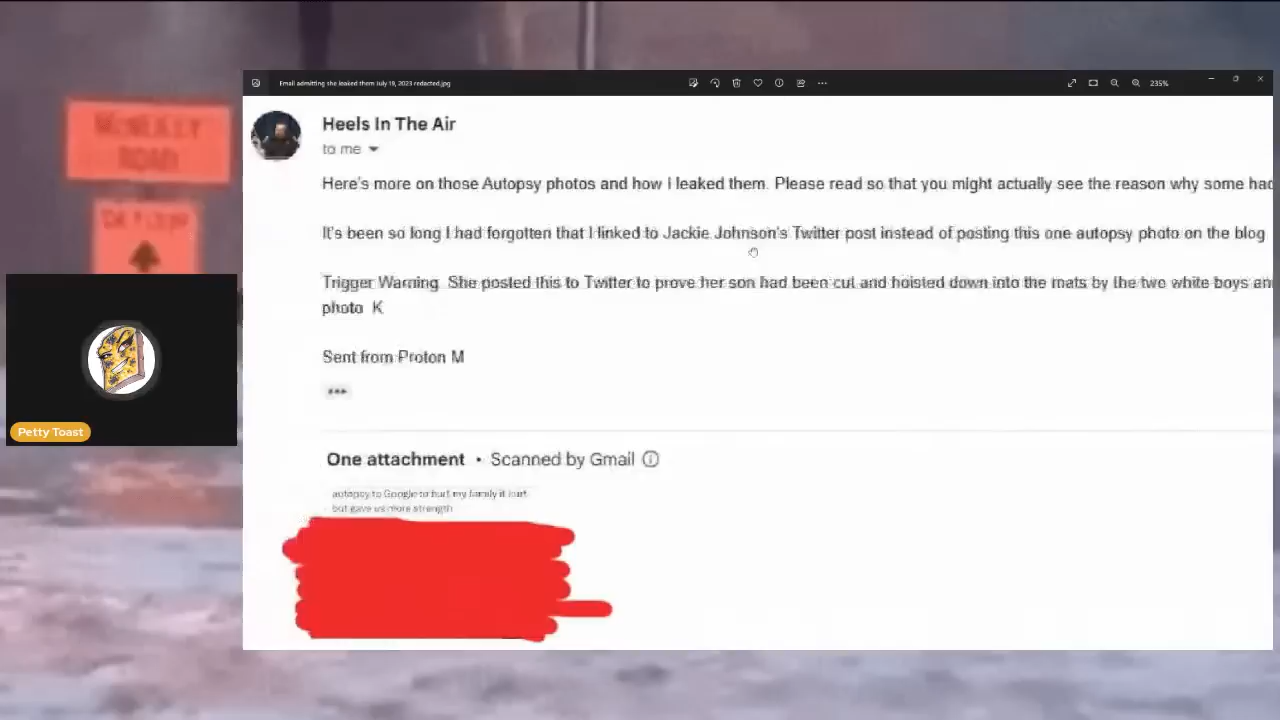 Email admitting she leaked them July 19, 2023 redacted.jpg
235%
McNULLY
ROAD
Heels In The Air
to me
Here's more on those Autopsy photos and how I leaked them. Please read so that you might actually see the reason why some had
It's been so long I had forgotten that I linked to Jackie Johnson's Twitter post instead of posting this one autopsy photo on the blog
Trigger Warning. She posted this to Twitter to prove her son had been cut and hoisted down into the mats by the two white boys an
photo K
Sent from Proton M
Petty Toast
One attachment • Scanned by Gmail
autopsy to Google to hurt my family it hurt
but gave us more strength